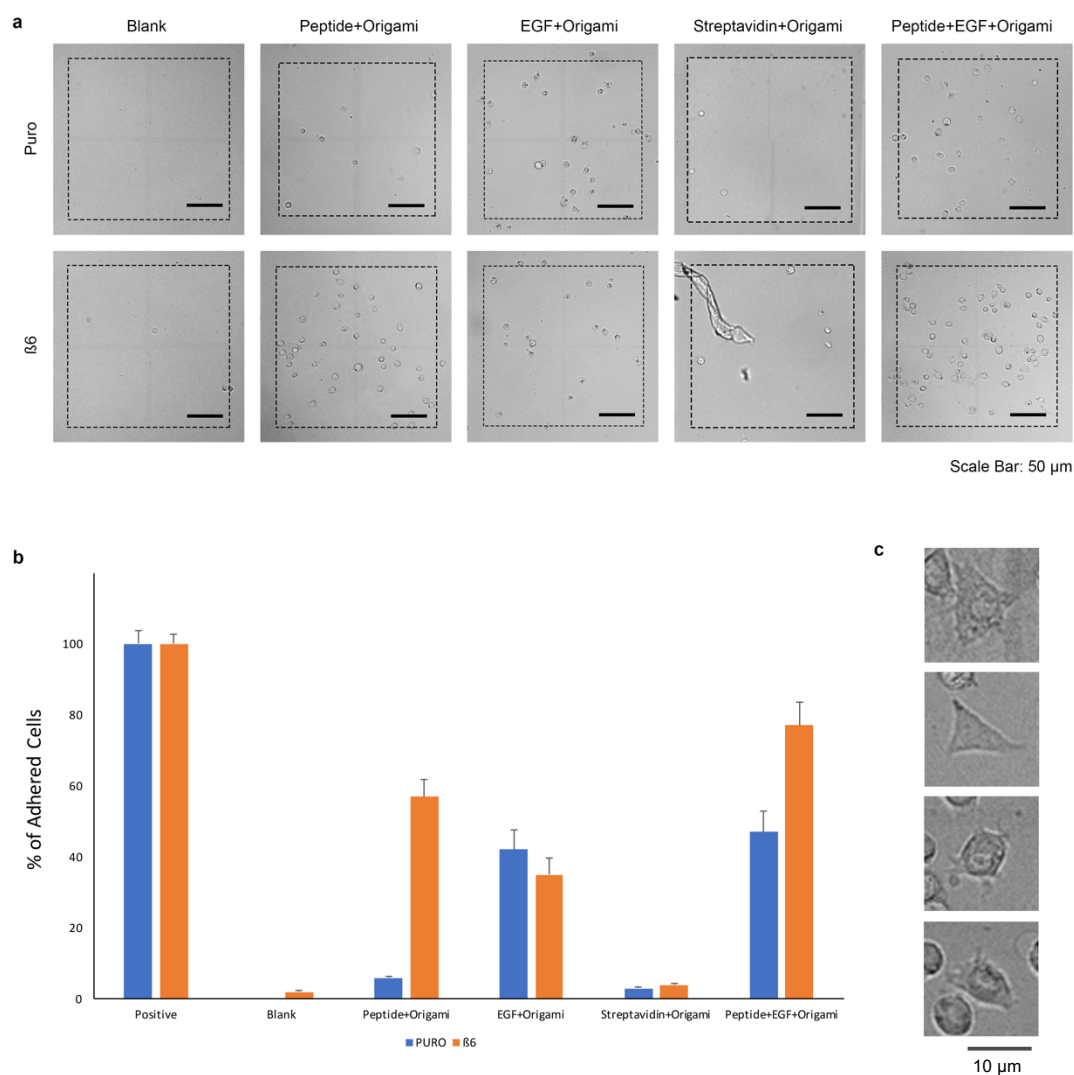 a
Blank
Peptide+Origami
EGF+Origami
Streptavidin+Origami
Peptide+EGF+Origami
Puro
ß6
Scale Bar: 50 µm
b
% of Adhered Cells
100
80
60
40
20
0
Positive
Blank
Peptide+Origami
EGF+Origami
Streptavidin+Origami
Peptide+EGF+Origami
PURO
ß6
c
10 µm